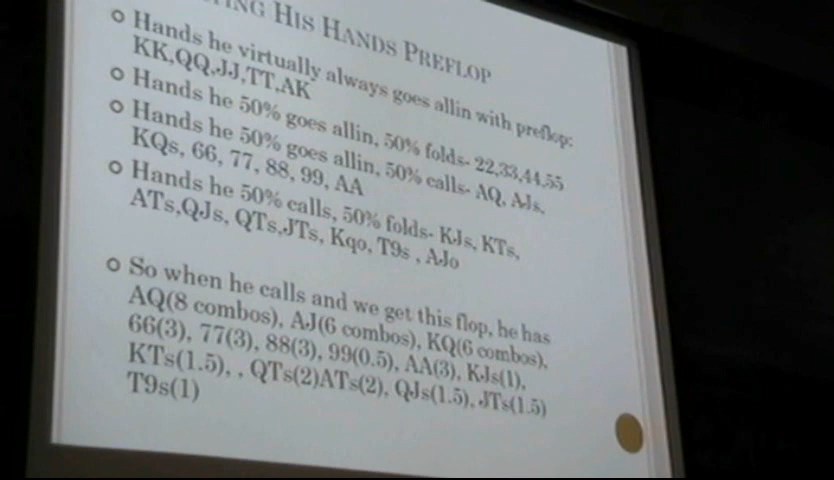 HIS HANDS PREFLOP
Hands he virtually always goes allin with preflop:
KK,QQ,JJ,TT,AK
Hands he 50% goes allin, 50% folds- 22,33,44,55
Hands he 50% goes allin, 50% calls- AQ, AJs,
KQs, 66, 77, 88, 99, AA
Hands he 50% calls, 50% folds- KJs, KTs,
ATs,QJs, QTs,JTs, Kqo, T9s , AJo
So when he calls and we get this flop, he has
AQ(8 combos), AJ(6 combos), KQ(6 combos),
66(3), 77(3), 88(3), 99(0.5), AA(3), KJs(1),
KTs(1.5), , QTs(2)ATs(2), QJs(1.5), JTs(1.5)
T9s(1)